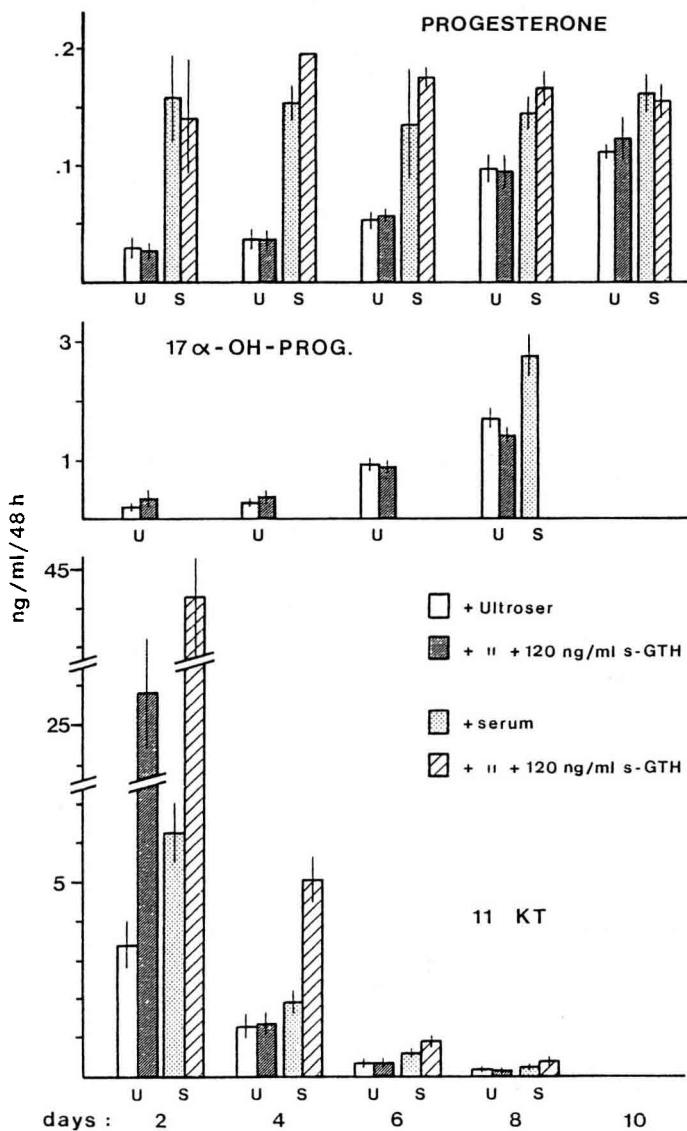 PROGESTERONE
.2
.1
U S U S U S U S U S
17α-OH-PROG.
3
1
U U U U S
ng/ml/48 h
45
25
5
+ Ultroser
+ " + 120 ng/ml s-GTH
+ serum
+ " + 120 ng/ml s-GTH
11 KT
U S U S U S U S
days: 2 4 6 8 10